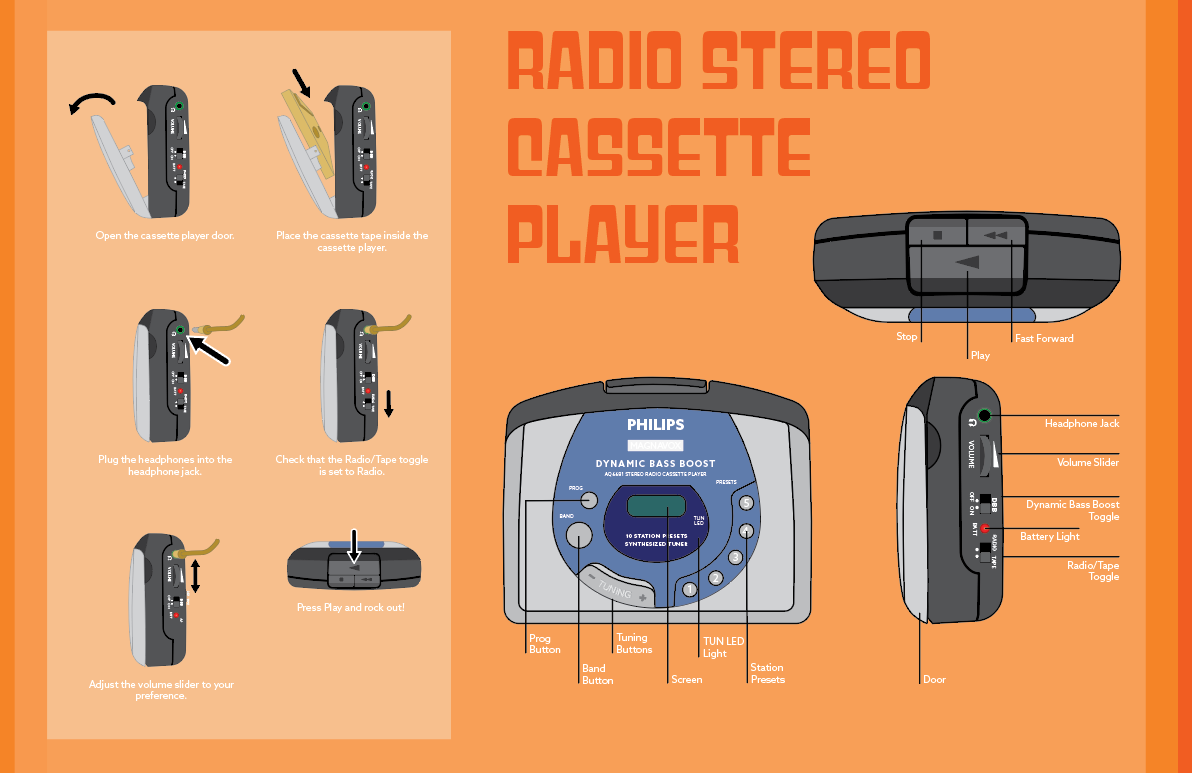 RADIO STEREO
CASSETTE
PLAYER
Open the cassette player door.
Place the cassette tape inside the
cassette player.
Plug the headphones into the
headphone jack.
Check that the Radio/Tape toggle
is set to Radio.
Adjust the volume slider to your
preference.
Press Play and rock out!
Stop
Play
Fast Forward
PHILIPS
MAGNAVOX
DYNAMIC BASS BOOST
AQ6681 STEREO RADIO CASSETTE PLAYER
PROG
PRESETS
BAND
TUN
LED
10 STATION PRESETS
SYNTHESIZED TUNER
5
4
3
2
1
- TUNING +
Prog
Button
Band
Button
Tuning
Buttons
Screen
TUN LED
Light
Station
Presets
VOLUME
DBB
OFF ON
BATT
RADIO TAPE
Headphone Jack
Volume Slider
Dynamic Bass Boost
Toggle
Battery Light
Radio/Tape
Toggle
Door